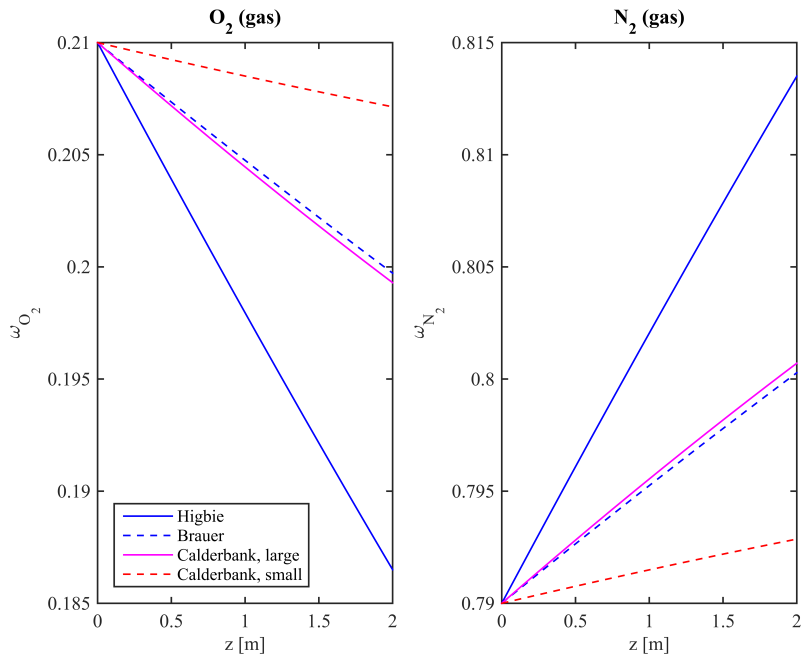 O2 (gas)
0.21
0.205
0.2
0.195
0.19
0.185
ωO2
0
0.5
1
1.5
2
z [m]
Higbie
Brauer
Calderbank, large
Calderbank, small
N2 (gas)
0.815
0.81
0.805
0.8
0.795
0.79
ωN2
0
0.5
1
1.5
2
z [m]